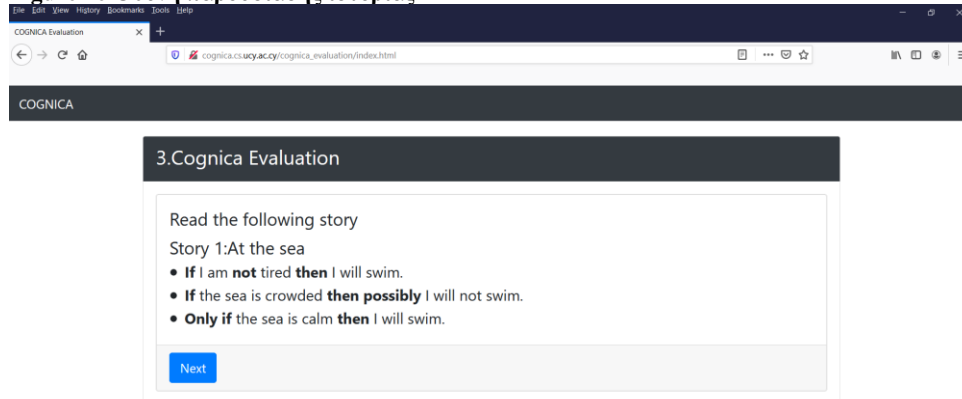 File Edit View History Bookmarks Tools Help
COGNICA Evaluation
cognica.cs.ucy.ac.cy/cognica_evaluation/index.html
COGNICA
3.Cognica Evaluation
Read the following story
Story 1:At the sea
• If I am not tired then I will swim.
• If the sea is crowded then possibly I will not swim.
• Only if the sea is calm then I will swim.
Next